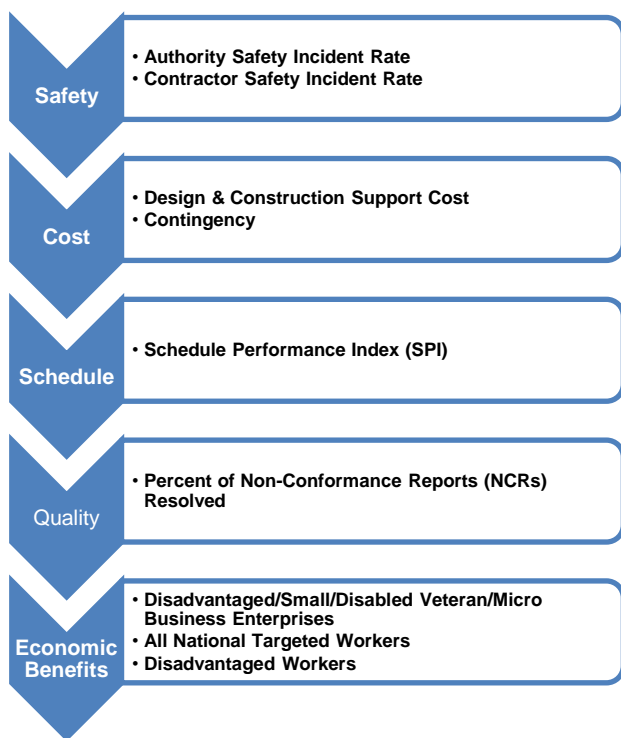 Safety
• Authority Safety Incident Rate
• Contractor Safety Incident Rate
Cost
• Design & Construction Support Cost
• Contingency
Schedule
• Schedule Performance Index (SPI)
Quality
• Percent of Non-Conformance Reports (NCRs)
Resolved
Economic
Benefits
• Disadvantaged/Small/Disabled Veteran/Micro
Business Enterprises
• All National Targeted Workers
• Disadvantaged Workers